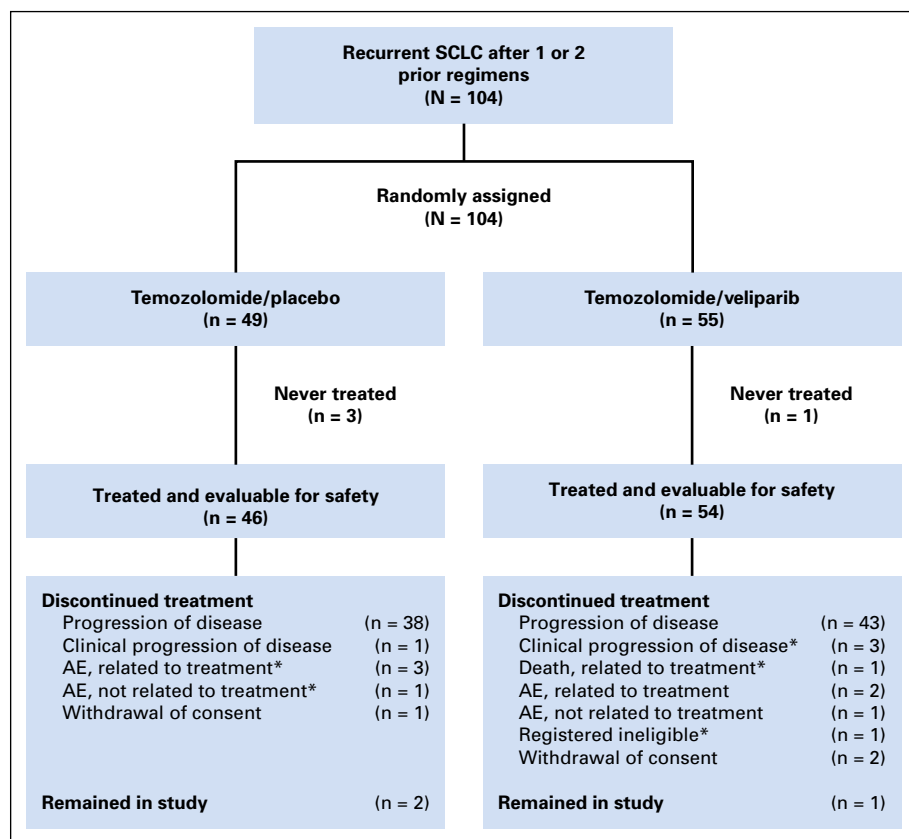 Recurrent SCLC after 1 or 2
prior regimens
(N = 104)
Randomly assigned
(N = 104)
Temozolomide/placebo
(n = 49)
Never treated
(n = 3)
Treated and evaluable for safety
(n = 46)
Discontinued treatment
Progression of disease (n = 38)
Clinical progression of disease (n = 1)
AE, related to treatment* (n = 3)
AE, not related to treatment* (n = 1)
Withdrawal of consent (n = 1)
Remained in study (n = 2)
Temozolomide/veliparib
(n = 55)
Never treated
(n = 1)
Treated and evaluable for safety
(n = 54)
Discontinued treatment
Progression of disease (n = 43)
Clinical progression of disease* (n = 3)
Death, related to treatment* (n = 1)
AE, related to treatment (n = 2)
AE, not related to treatment (n = 1)
Registered ineligible* (n = 1)
Withdrawal of consent (n = 2)
Remained in study (n = 1)